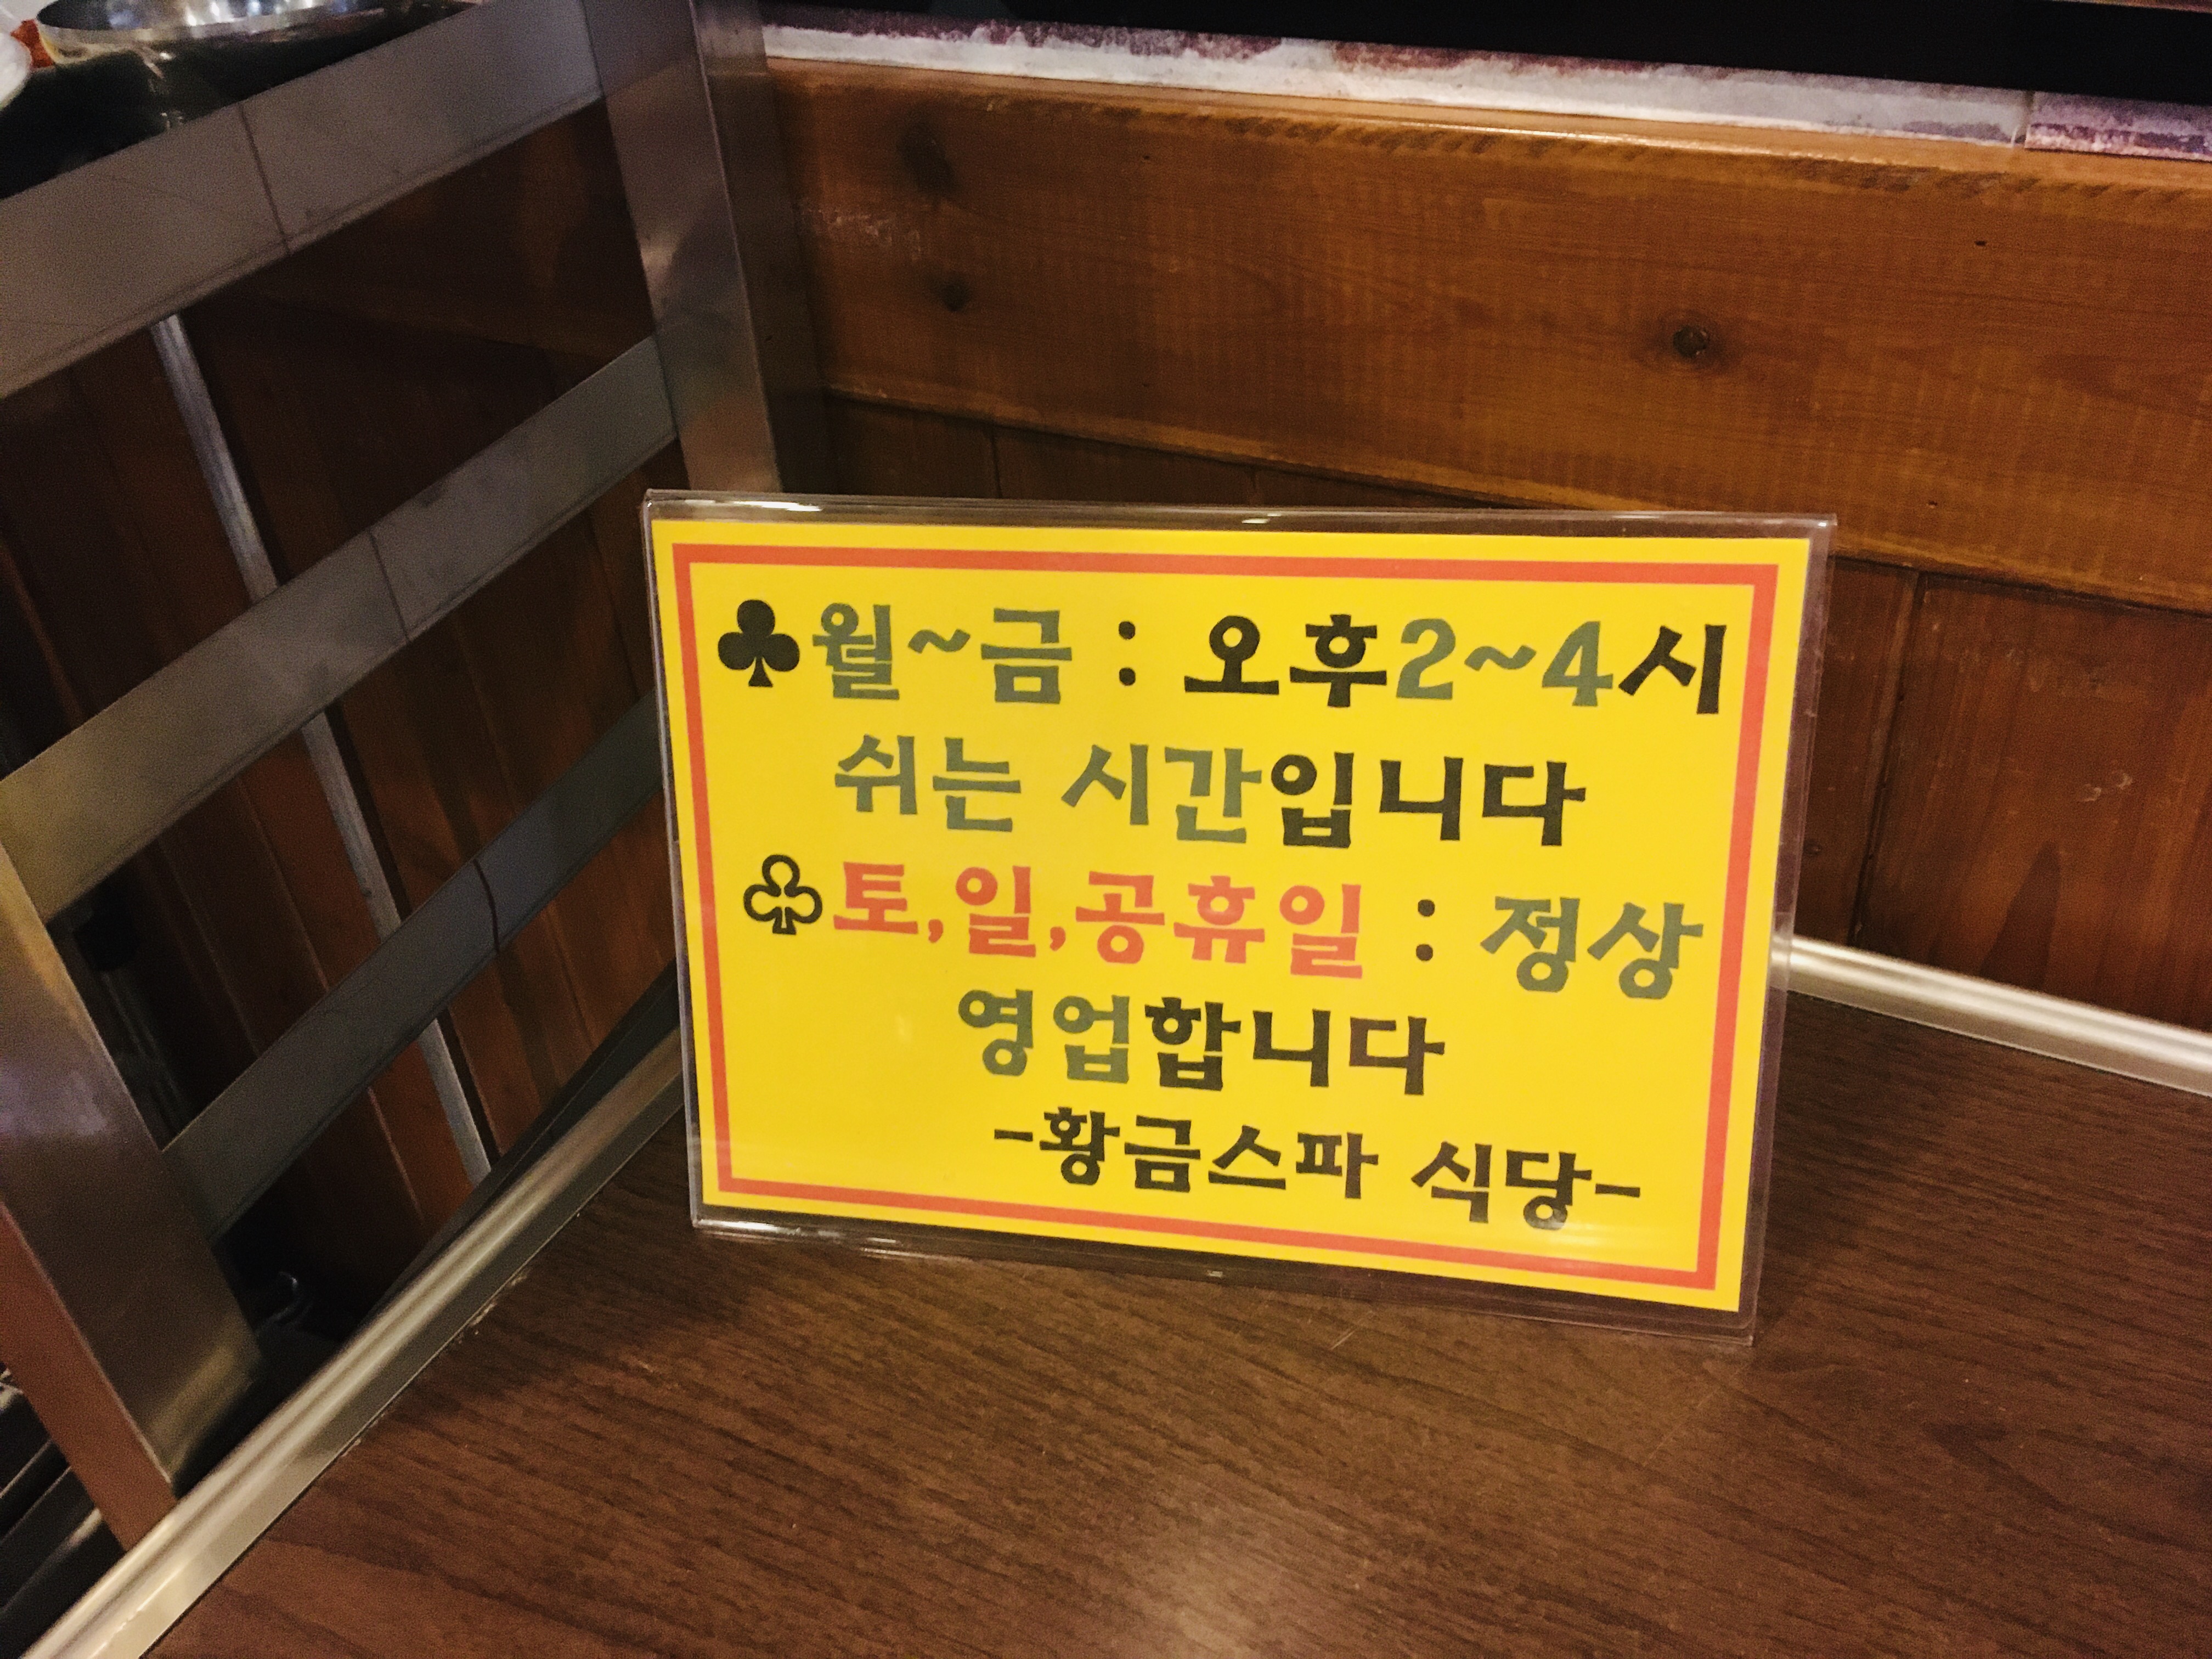 ♣월~금 : 오후2~4시
쉬는 시간입니다
♧토,일,공휴일 : 정상
영업합니다
-황금스파 식당-